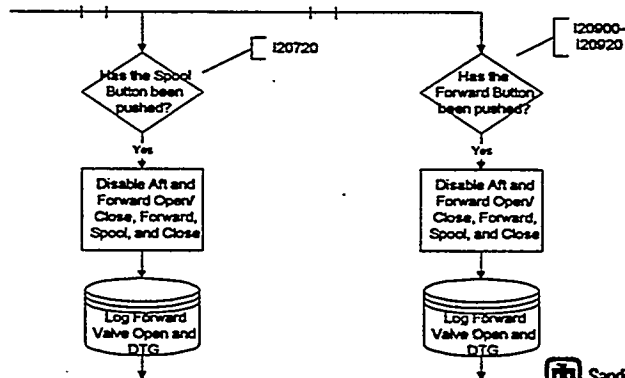 I20720
I20900-
I20920
Has the Spool
Button been
pushed?
Has the
Forward Button
been pushed?
Yes
Yes
Disable Aft and
Forward Open/
Close, Forward,
Spool, and Close
Disable Aft and
Forward Open/
Close, Forward,
Spool, and Close
Log Forward
Valve Open and
DTG
Log Forward
Valve Open and
DTG
Sandi